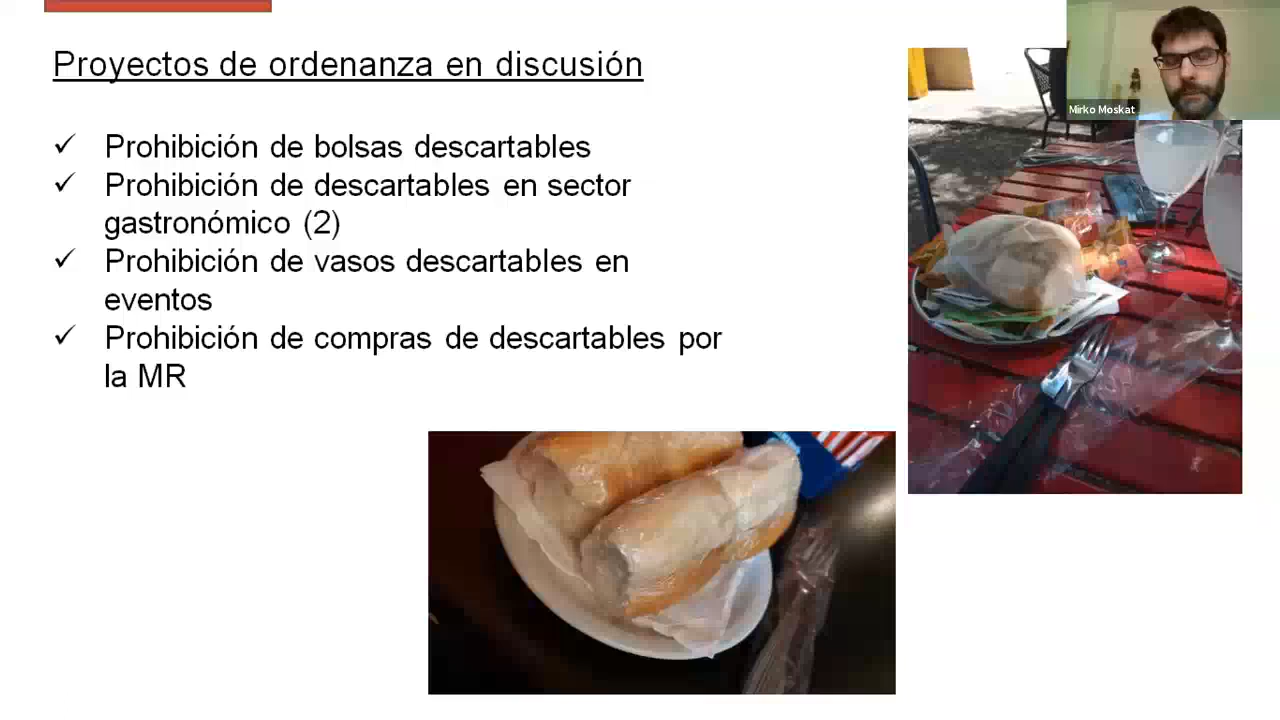 Proyectos de ordenanza en discusión
✓ Prohibición de bolsas descartables
✓ Prohibición de descartables en sector
gastronómico (2)
✓ Prohibición de vasos descartables en
eventos
✓ Prohibición de compras de descartables por
la MR
Mirko Moskat